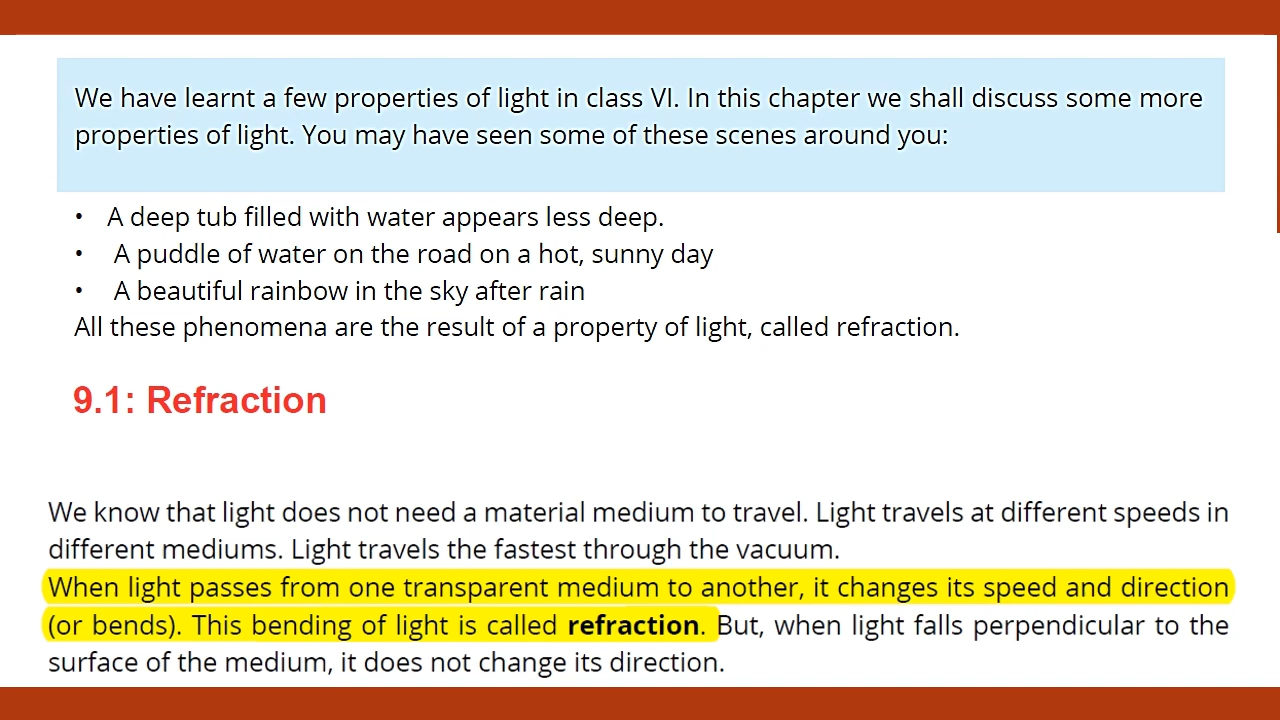 We have learnt a few properties of light in class VI. In this chapter we shall discuss some more
properties of light. You may have seen some of these scenes around you:
• A deep tub filled with water appears less deep.
• A puddle of water on the road on a hot, sunny day
• A beautiful rainbow in the sky after rain
All these phenomena are the result of a property of light, called refraction.
9.1: Refraction
We know that light does not need a material medium to travel. Light travels at different speeds in
different mediums. Light travels the fastest through the vacuum.
When light passes from one transparent medium to another, it changes its speed and direction
(or bends). This bending of light is called refraction. But, when light falls perpendicular to the
surface of the medium, it does not change its direction.